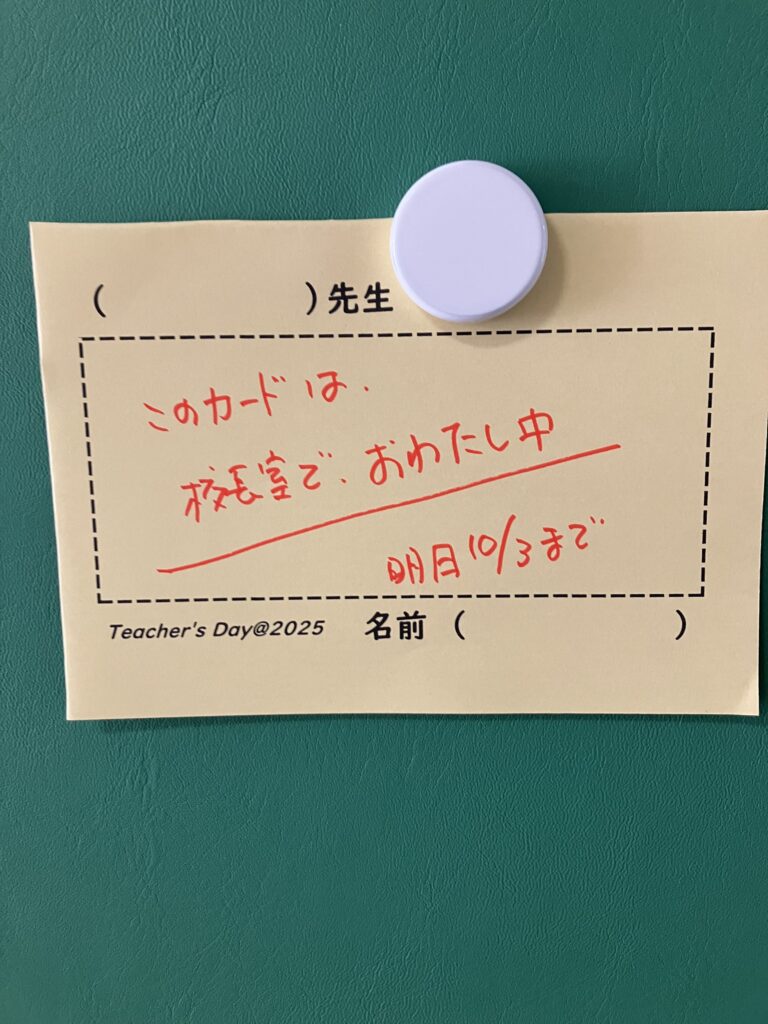 (　　　　　　)先生
このカードは、
校長室で、おわたし中
明日10/3まで
Teacher's Day@2025　名前（　　　　　　）